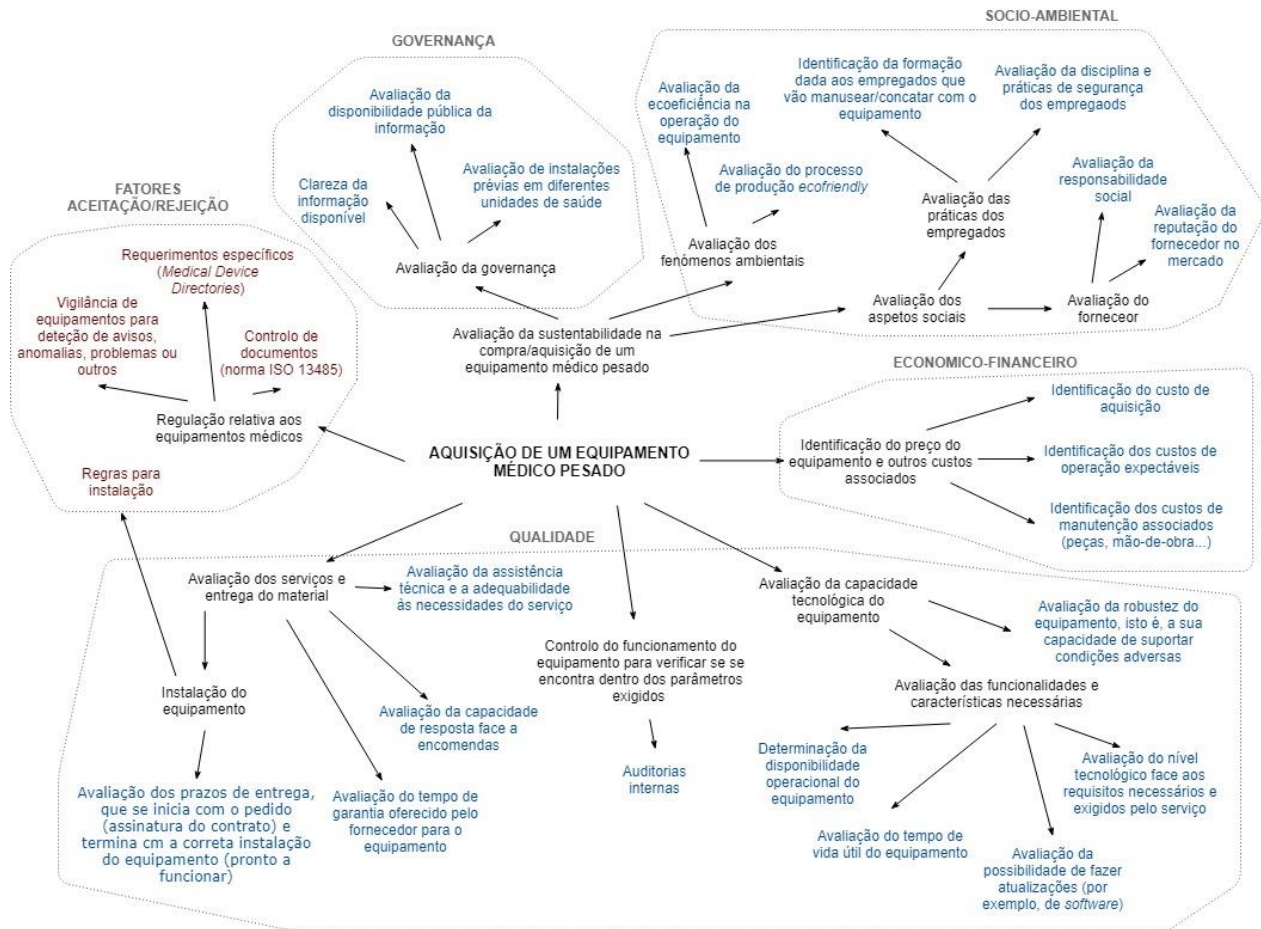 SOCIO-AMBIENTAL
GOVERNANÇA
Avaliação da
ecoeficiência na
operação do
equipamento
Identificação da formação
dada aos empregados que
vão manusear/concatar com o
equipamento
Avaliação da disciplina e
práticas de segurança
dos empregaods
Avaliação da
disponibilidade pública da
informação
Clareza da
informação
disponível
Avaliação de instalações
prévias em diferentes
unidades de saúde
Avaliação do processo
de produção ecofriendly
Avaliação da
responsabilidade
social
Avaliação das
práticas dos
empregados
Avaliação da
reputação do
fornecedor no
mercado
Avaliação da governança
Avaliação dos
fenómenos ambientais
Avaliação dos
aspetos sociais
Avaliação do
forneceor
FATORES
ACEITAÇÃO/REJEIÇÃO
Requerimentos específicos
(Medical Device
Directories)
Vigilância de
equipamentos para
deteção de avisos,
anomalias, problemas ou
outros
Controlo de
documentos
(norma ISO 13485)
Regulação relativa aos
equipamentos médicos
Regras para
instalação
Avaliação da sustentabilidade na
compra/aquisição de um
equipamento médico pesado
AQUISIÇÃO DE UM EQUIPAMENTO
MÉDICO PESADO
ECONOMICO-FINANCEIRO
Identificação do custo de
aquisição
Identificação do preço do
equipamento e outros custos
associados
Identificação dos custos de
operação expectáveis
Identificação dos custos de
manutenção associados
(peças, mão-de-obra...)
QUALIDADE
Avaliação dos serviços e
entrega do material
Avaliação da assistência
técnica e a adequabilidade
às necessidades do serviço
Avaliação da capacidade
tecnológica do
equipamento
Avaliação da robustez do
equipamento, isto é, a sua
capacidade de suportar
condições adversas
Controlo do funcionamento do
equipamento para verificar se se
encontra dentro dos parâmetros
exigidos
Instalação do
equipamento
Avaliação das funcionalidades e
características necessárias
Avaliação da capacidade
de resposta face a
encomendas
Auditorias
internas
Determinação da
disponibilidade
operacional do
equipamento
Avaliação do nível
tecnológico face aos
requisitos necessários e
exigidos pelo serviço
Avaliação dos prazos de entrega,
que se inicia com o pedido
(assinatura do contrato) e
termina cm a correta instalação
do equipamento (pronto a
funcionar)
Avaliação do tempo de
garantia oferecido pelo
fornecedor para o
equipamento
Avaliação do tempo de
vida útil do equipamento
Avaliação da
possibilidade de fazer
atualizações (por
exemplo, de software)